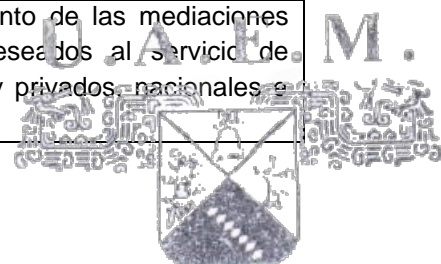 nto de las mediaciones
eseados al servicio de
y privados, nacionales e
U.A.E.M.